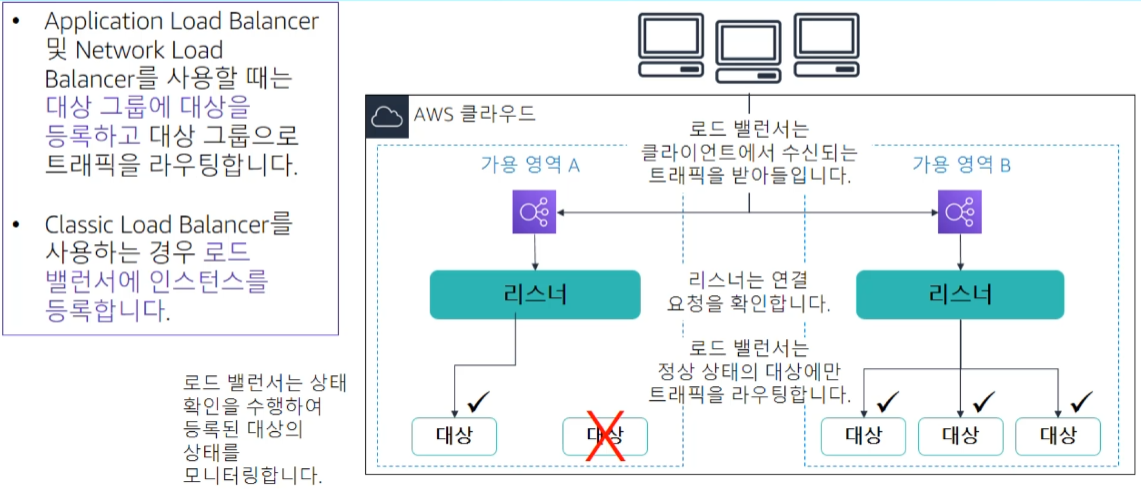 • Application Load Balancer
및 Network Load
Balancer를 사용할 때는
대상 그룹에 대상을
등록하고 대상 그룹으로
트래픽을 라우팅합니다.
• Classic Load Balancer를
사용하는 경우 로드
밸런서에 인스턴스를
등록합니다.
로드 밸런서는 상태
확인을 수행하여
등록된 대상의
상태를
모니터링합니다.
AWS 클라우드
로드 밸런서는
클라이언트에서 수신되는
트래픽을 받아들입니다.
가용 영역 A
가용 영역 B
리스너
리스너는 연결
요청을 확인합니다.
리스너
로드 밸런서는
정상 상태의 대상에만
트래픽을 라우팅합니다.
대상
대상
대상
대상
대상